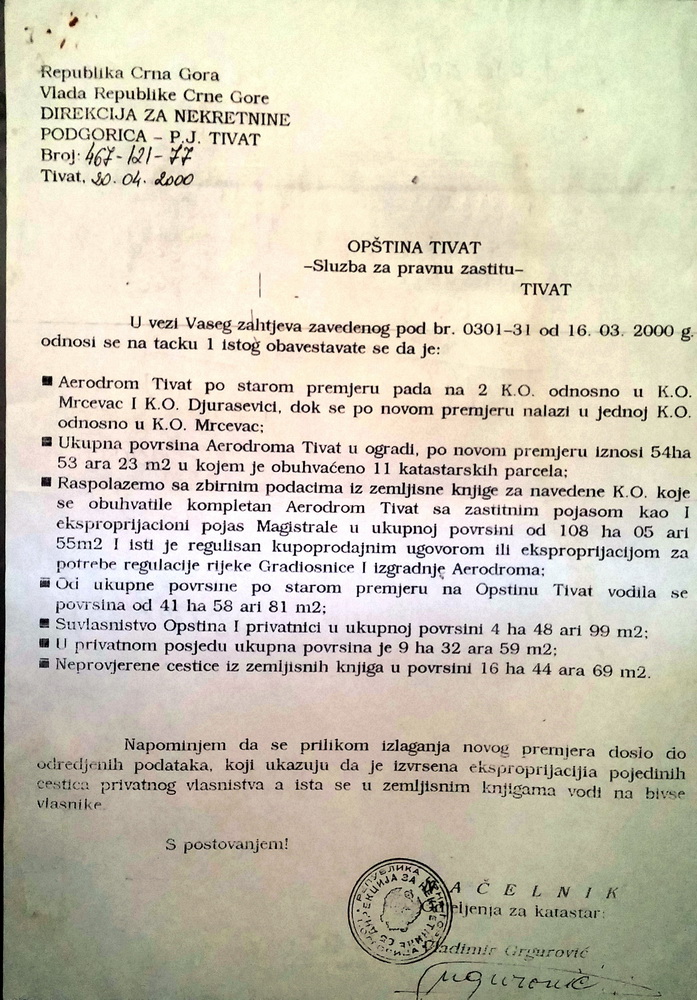 Republika Crna Gora
Vlada Republike Crne Gore
DIREKCIJA ZA NEKRETNINE
PODGORICA - P.J. TIVAT
Broj: 467-121-77
Tivat, 20.04.2000
OPŠTINA TIVAT
-Sluzba za pravnu zastitu-
TIVAT
U vezi Vaseg zahtjeva zavedenog pod br. 0301-31 od 16. 03. 2000 g.
odnosi se na tacku 1 istog obavestavate se da je:
■ Aerodrom Tivat po starom premjeru pada na 2 K.O. odnosno u K.O.
Mrcevac I K.O. Djurasevici, dok se po novom premjeru nalazi u jednoj K.O.
odnosno u K.O. Mrcevac;
■ Ukupna povrsina Aerodroma Tivat u ogradi, po novom premjeru iznosi 54ha
53 ara 23 m2 u kojem je obuhvaćeno 11 katastarskih parcela;
■ Raspolazemo sa zbirnim podacima iz zemljisne knjige za navedene K.O. koje
se obuhvatile kompletan Aerodrom Tivat sa zastitnim pojasom kao I
eksproprijacioni pojas Magistrale u ukupnoj povrsini od 108 ha 05 ari
55m2 I isti je regulisan kupoprodajnim ugovorom ili eksproprijacijom za
potrebe regulacije rijeke Gradiosnice I izgradnje Aerodroma;
■ Od ukupne povrsine po starom premjeru na Opstinu Tivat vodila se
povrsina od 41 ha 58 ari 81 m2;
■ Suvlasnistvo Opstina I privatnici u ukupnoj povrsini 4 ha 48 ari 99 m2;
■ U privatnom posjedu ukupna povrsina je 9 ha 32 ara 59 m2;
■ Neprovjerene cestice iz zemljisnih knjiga u povrsini 16 ha 44 ara 69 m2.
Napominjem da se prilikom izlaganja novog premjera doslo do
odredjenih podataka, koji ukazuju da je izvrsena eksproprijacijia pojedinih
cestica privatnog vlasnistva a ista se u zemljisnim knjigama vodi na bivse
vlasnike
S postovanjem!
NAČELNIK
Odjeljenja za katastar:
Vladimir Grgurović